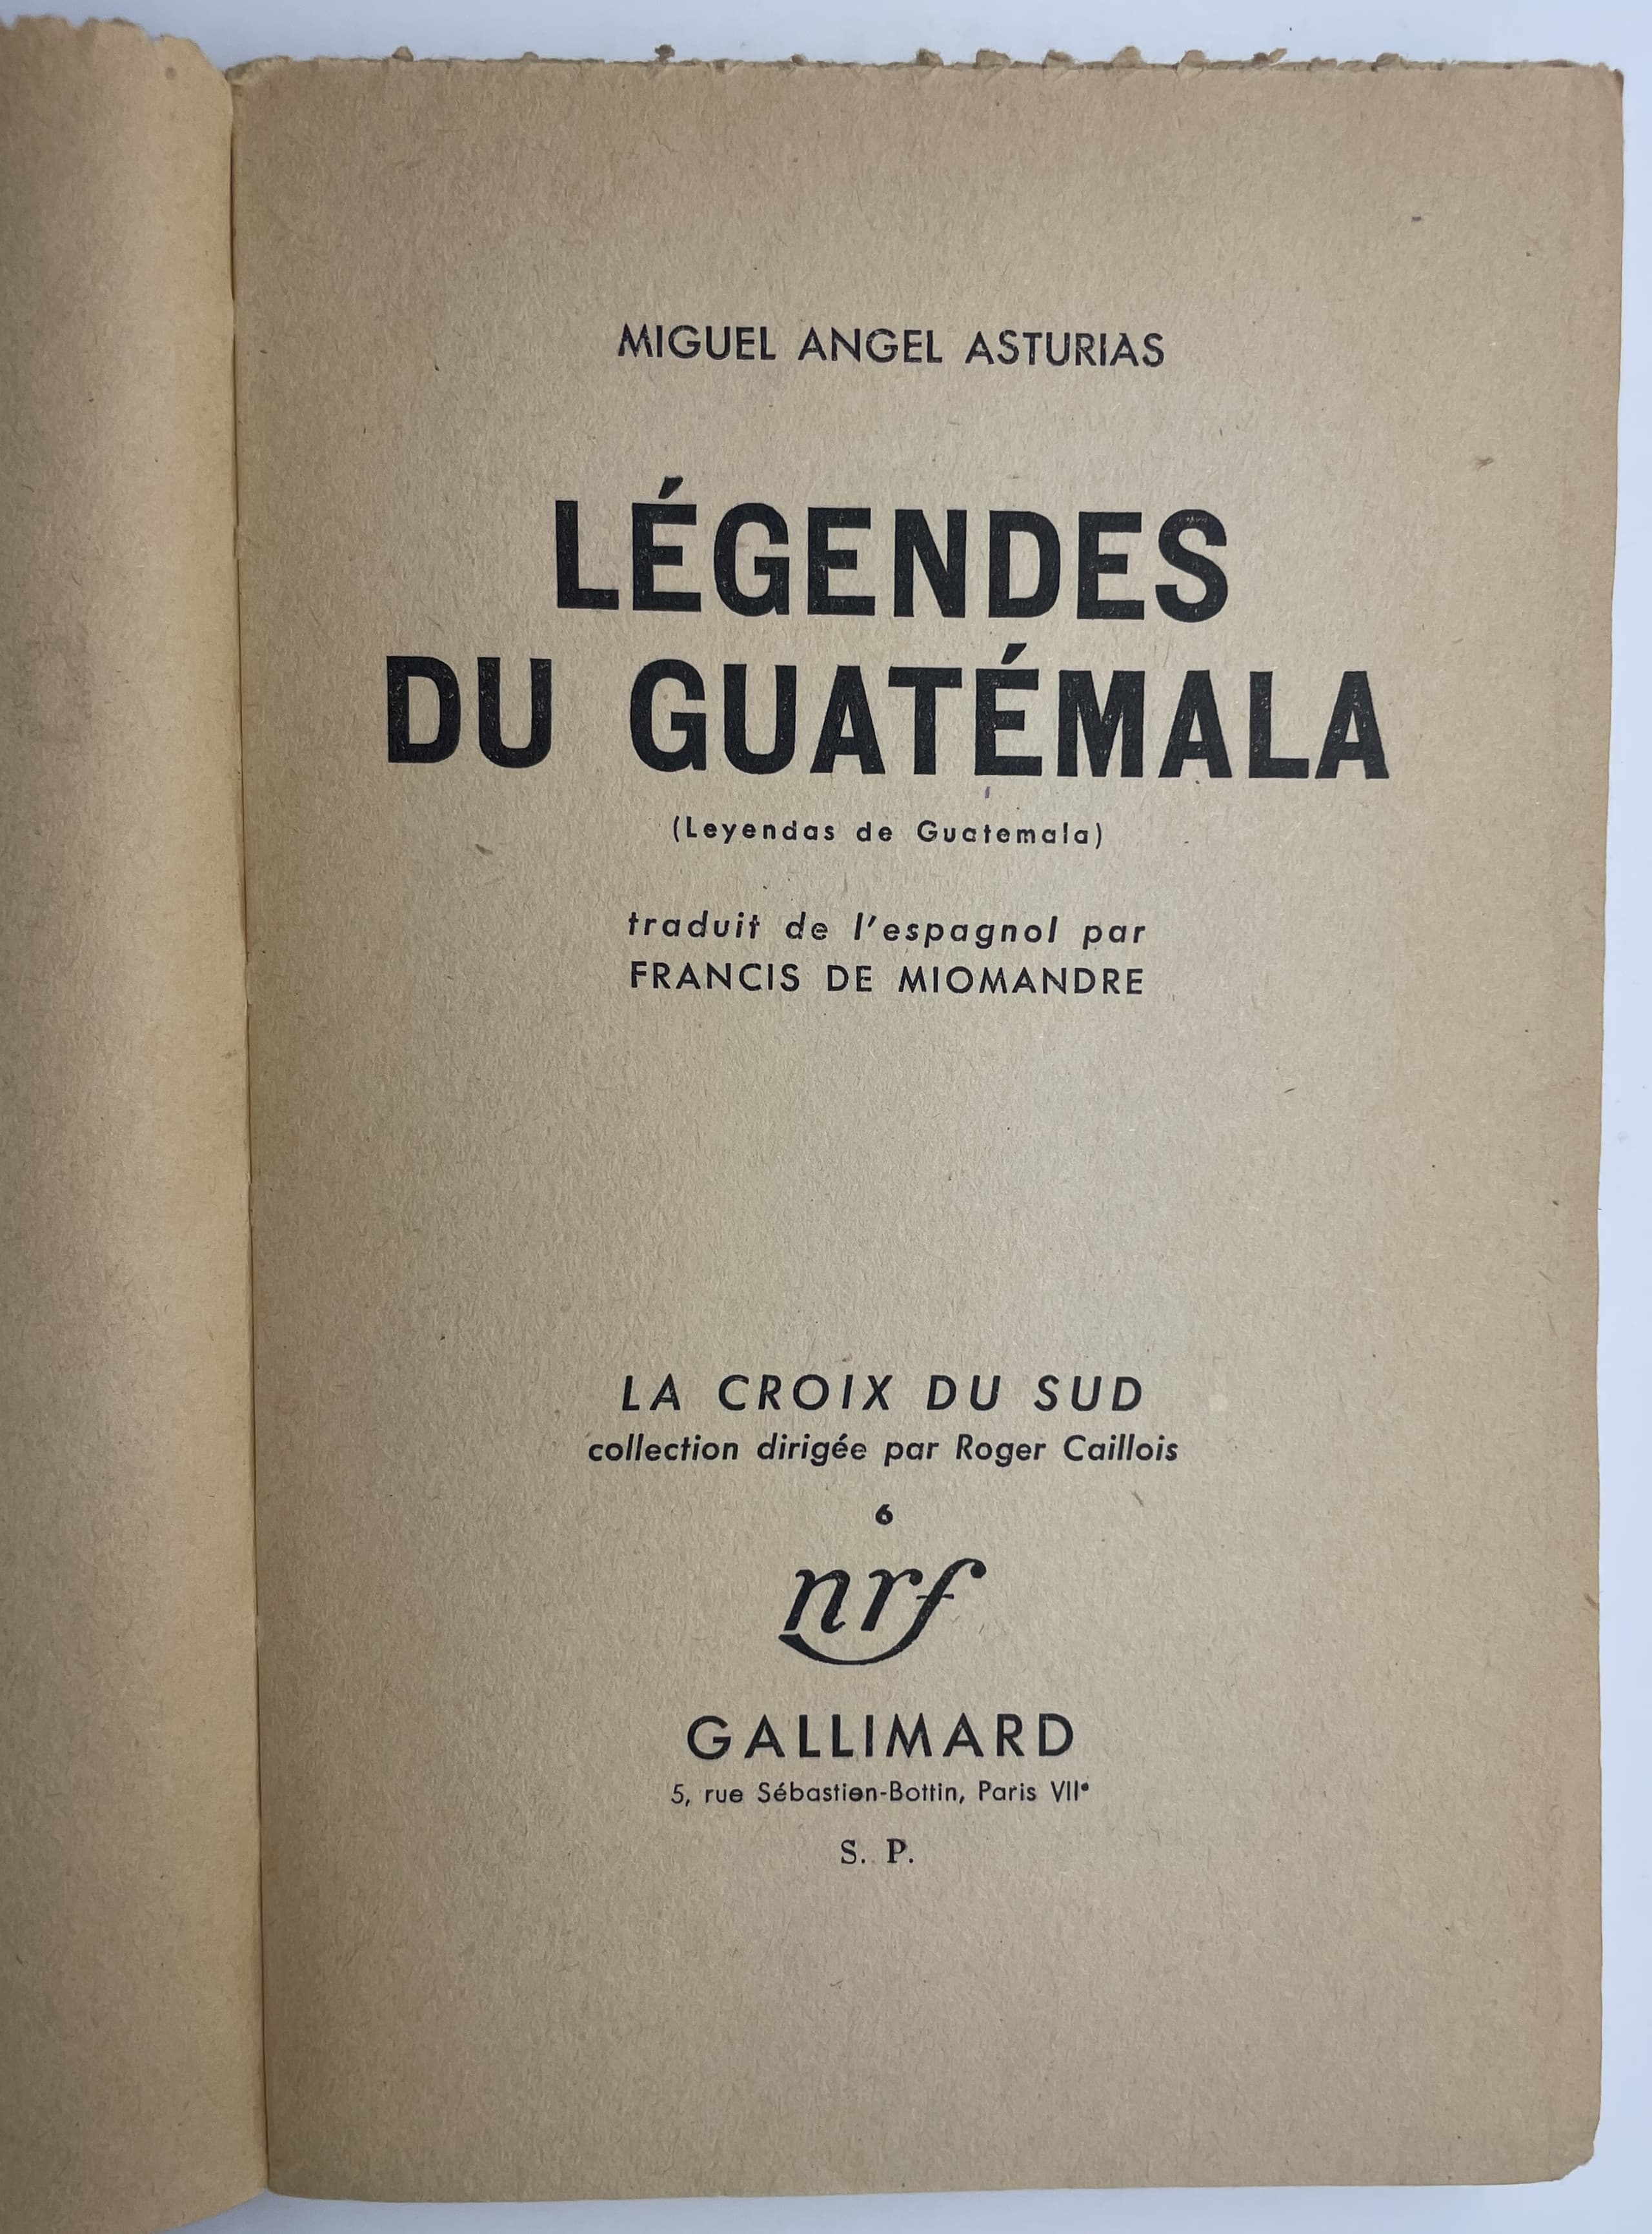 MIGUEL ANGEL ASTURIAS
LÉGENDES
DU GUATÉMALA
(Leyendas de Guatemala)
traduit de l'espagnol par
FRANCIS DE MIOMANDRE
LA CROIX DU SUD
collection dirigée par Roger Caillois
6
nrf
GALLIMARD
5, rue Sébastien-Bottin, Paris VIIᵉ
S. P.